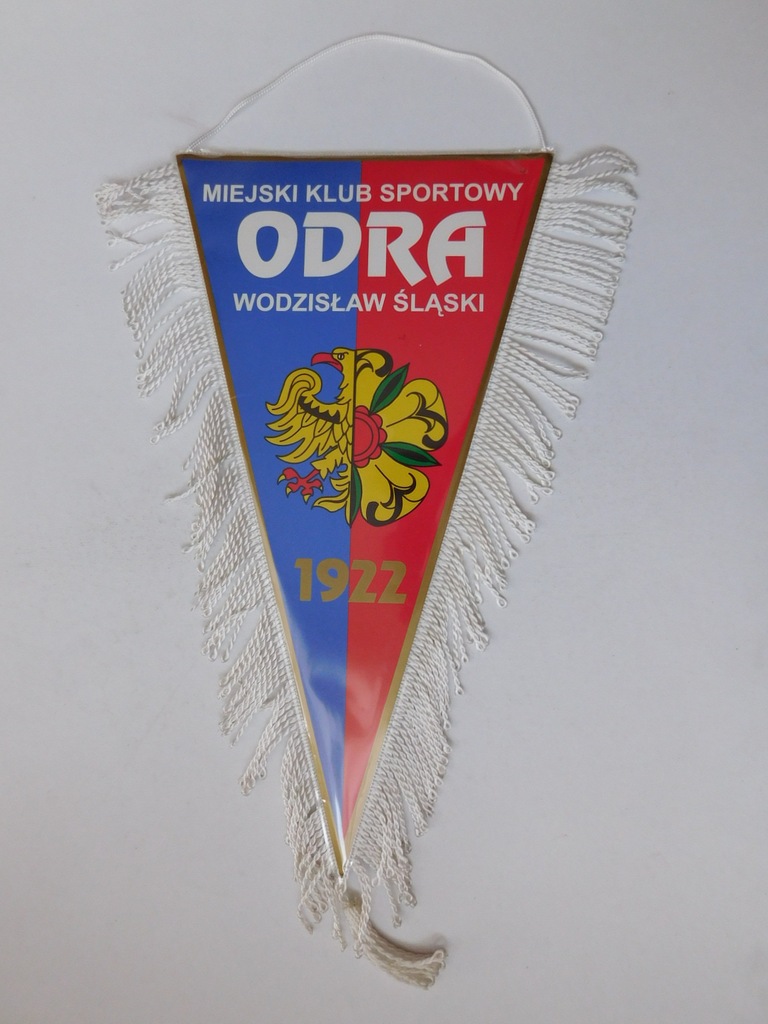 MIEJSKI KLUB SPORTOWY
ODRA
WODZISŁAW ŚLĄSKI
1922